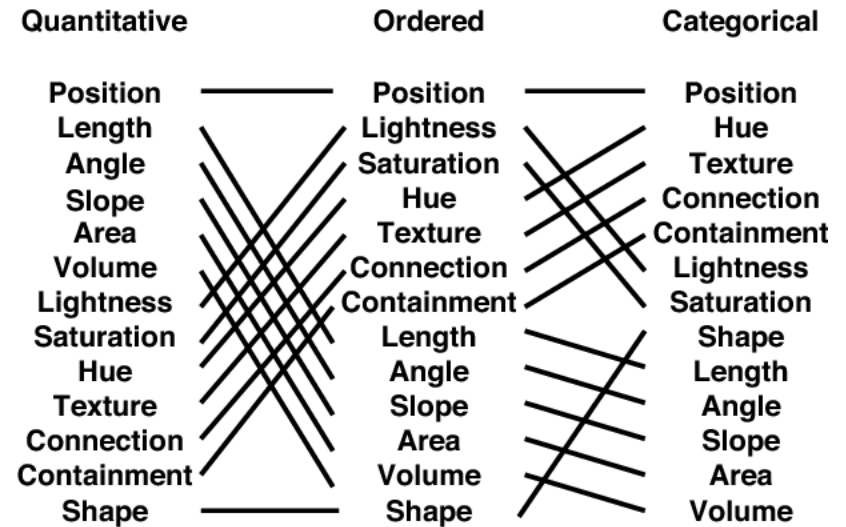 Quantitative Ordered Categorical
Position Position Position
Length Lightness Hue
Angle Saturation Texture
Slope Hue Connection
Area Texture Containment
Volume Connection Lightness
Lightness Containment Saturation
Saturation Length Shape
Hue Angle Length
Texture Slope Angle
Connection Area Slope
Containment Volume Area
Shape Shape Volume